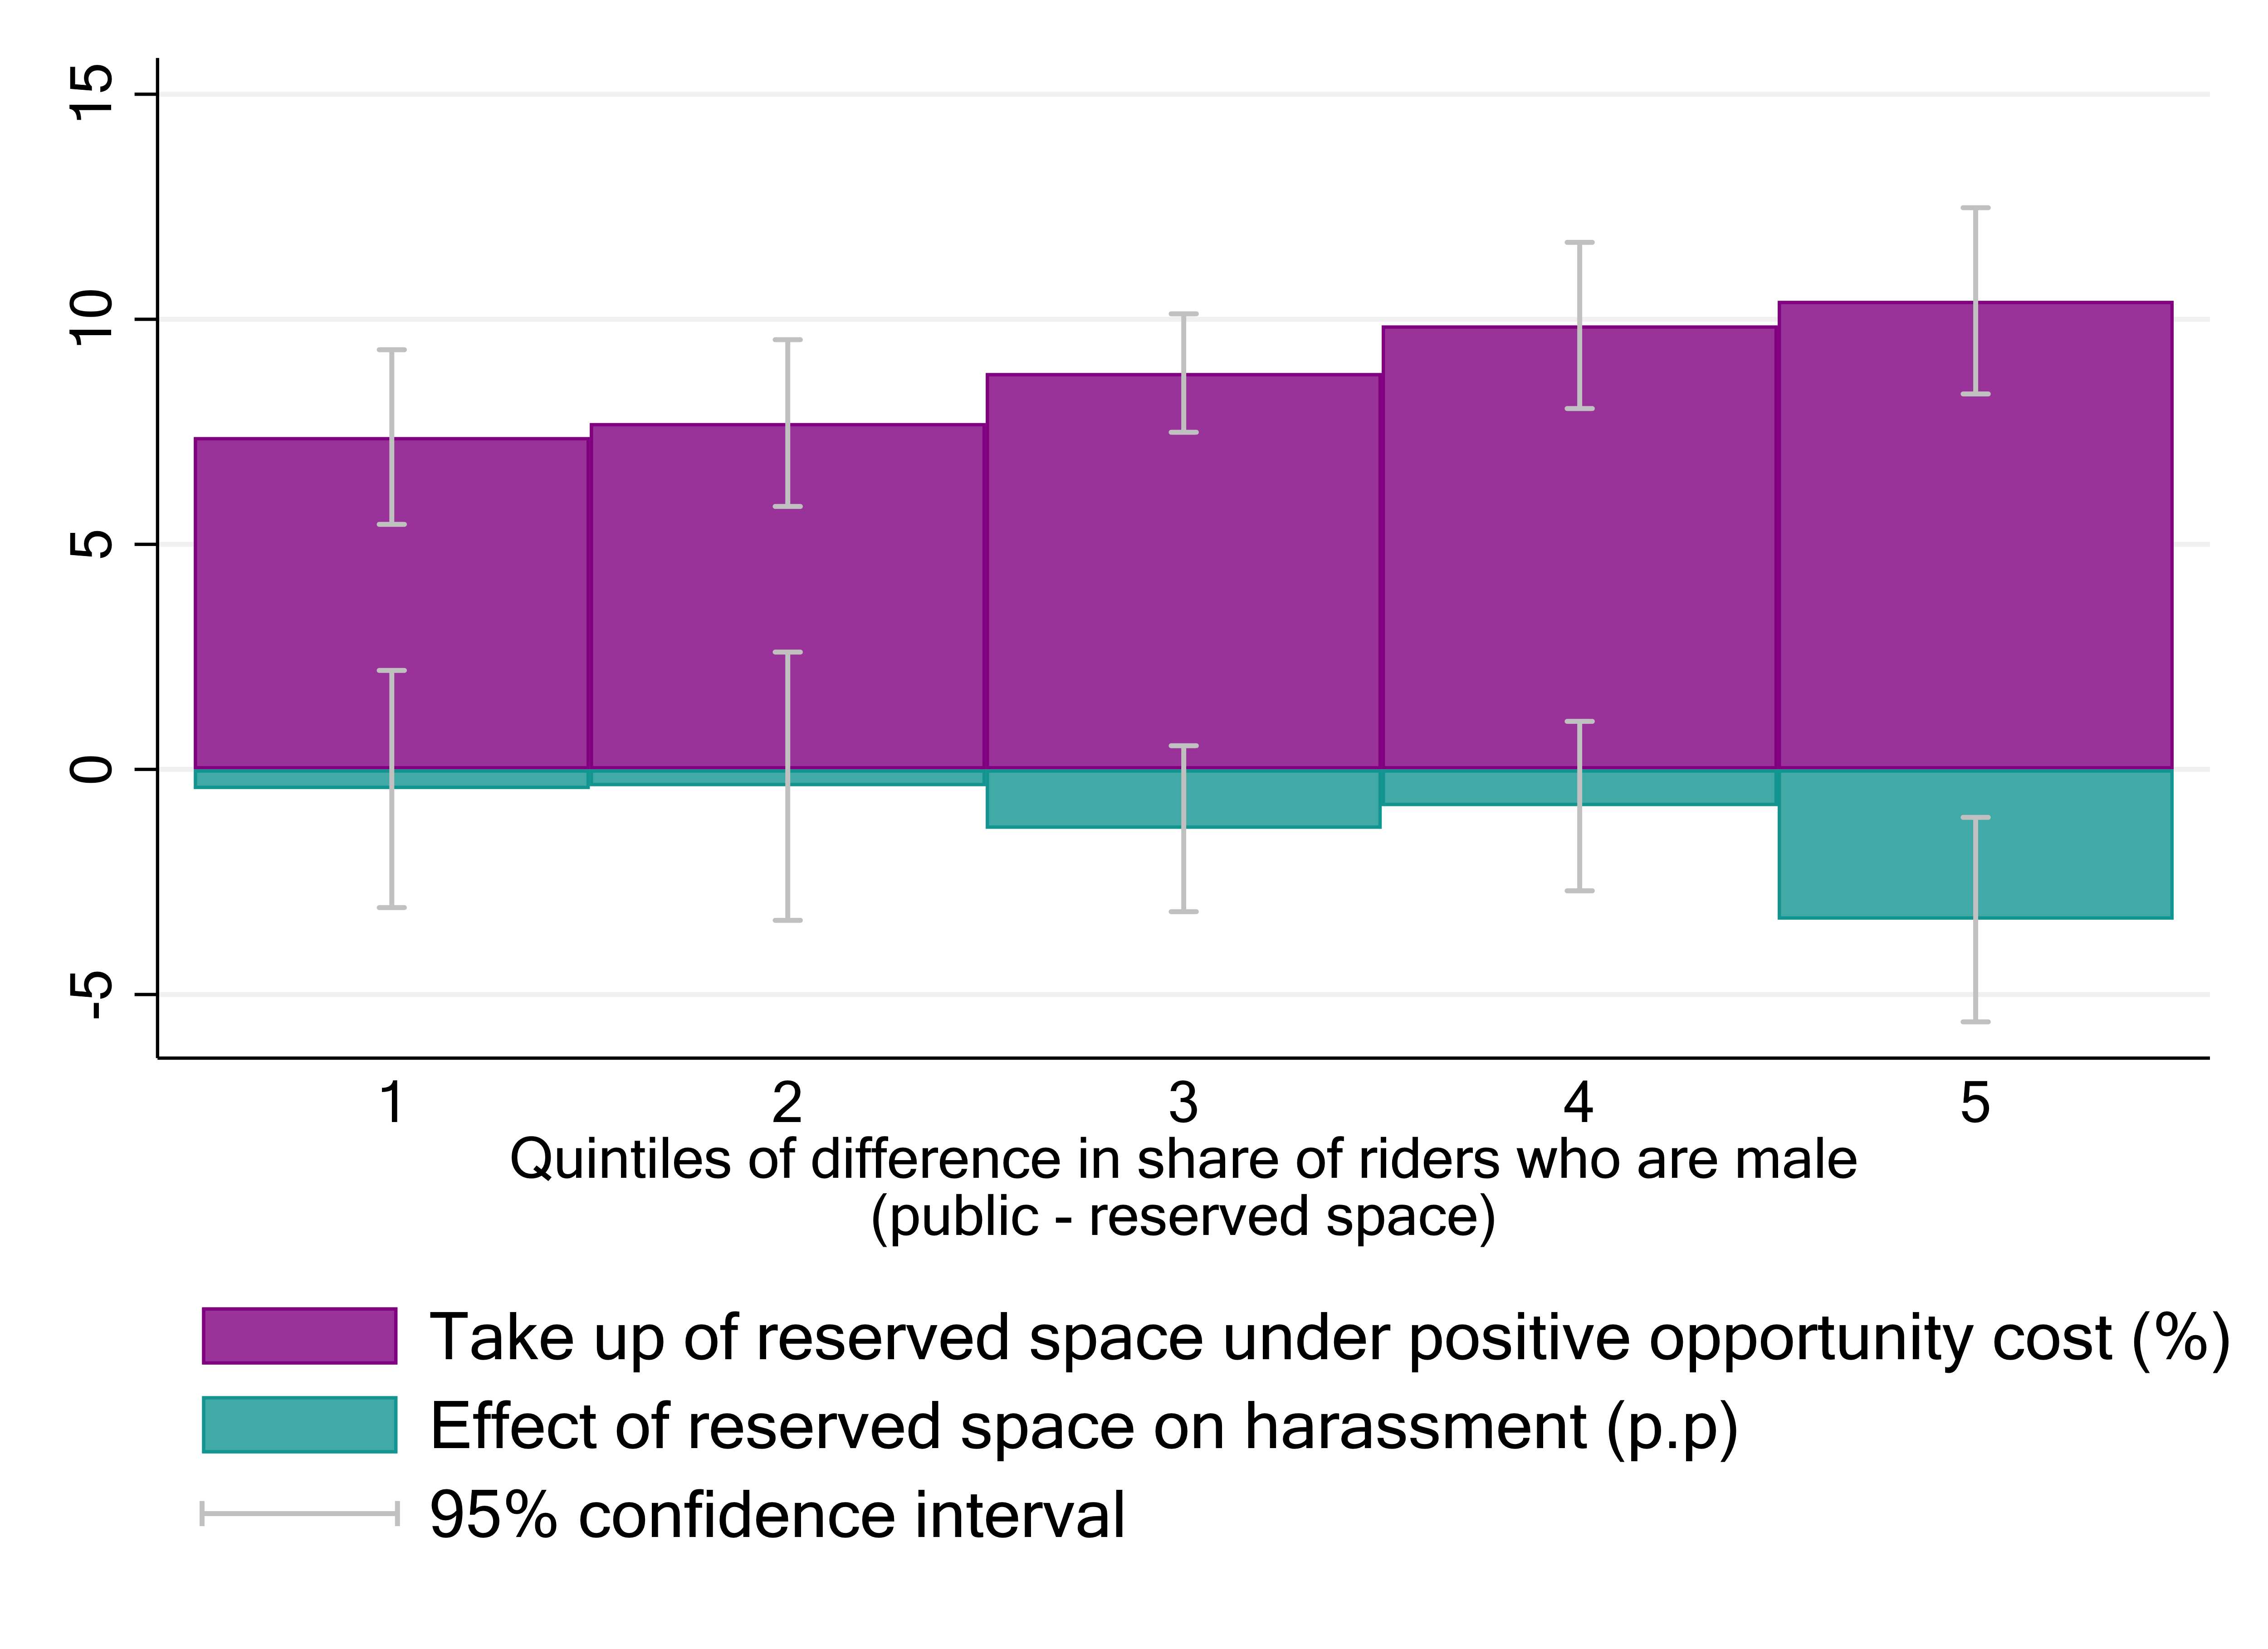 15
10
5
0
-5
1 2 3 4 5
Quintiles of difference in share of riders who are male
(public - reserved space)
Take up of reserved space under positive opportunity cost (%)
Effect of reserved space on harassment (p.p)
95% confidence interval